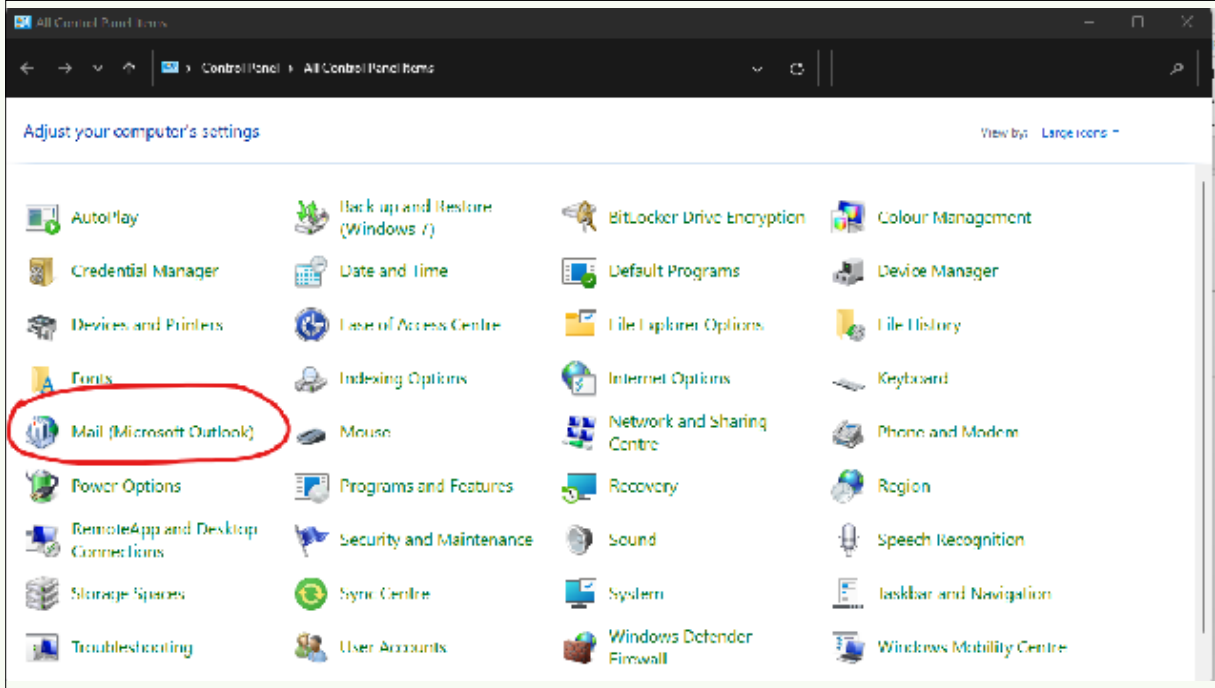 All Control Panel Items
Control Panel › All Control Panel Items
Adjust your computer's settings
View by: Large icons
AutoPlay
Backup and Restore
(Windows 7)
BitLocker Drive Encryption
Colour Management
Credential Manager
Date and Time
Default Programs
Device Manager
Devices and Printers
Ease of Access Centre
File Explorer Options
File History
Fonts
Indexing Options
Internet Options
Keyboard
Mail (Microsoft Outlook)
Mouse
Network and Sharing
Centre
Phone and Modem
Power Options
Programs and Features
Recovery
Region
RemoteApp and Desktop
Connections
Security and Maintenance
Sound
Speech Recognition
Storage Spaces
Sync Centre
System
Taskbar and Navigation
Troubleshooting
User Accounts
Windows Defender
Firewall
Windows Mobility Centre